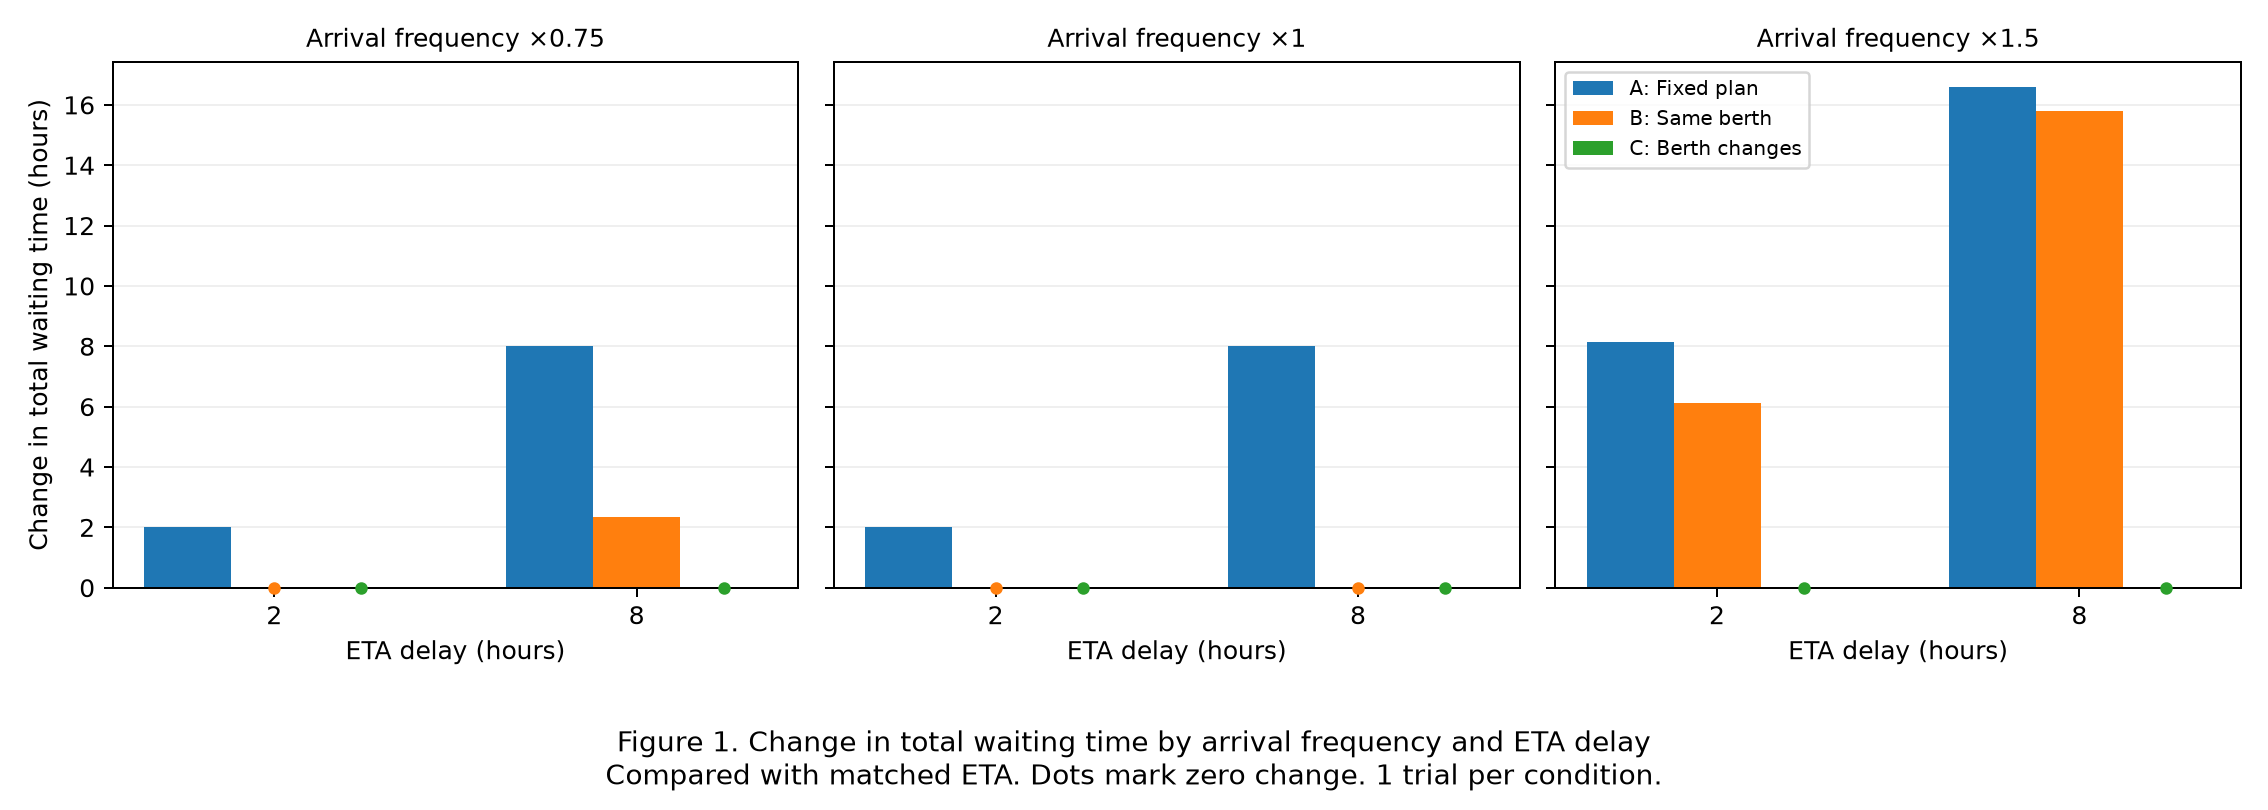 Arrival frequency ×0.75
Arrival frequency ×1
Arrival frequency ×1.5
Change in total waiting time (hours)
16
14
12
10
8
6
4
2
0
A: Fixed plan
B: Same berth
C: Berth changes
2 8
2 8
2 8
ETA delay (hours)
ETA delay (hours)
ETA delay (hours)
Figure 1. Change in total waiting time by arrival frequency and ETA delay
Compared with matched ETA. Dots mark zero change. 1 trial per condition.